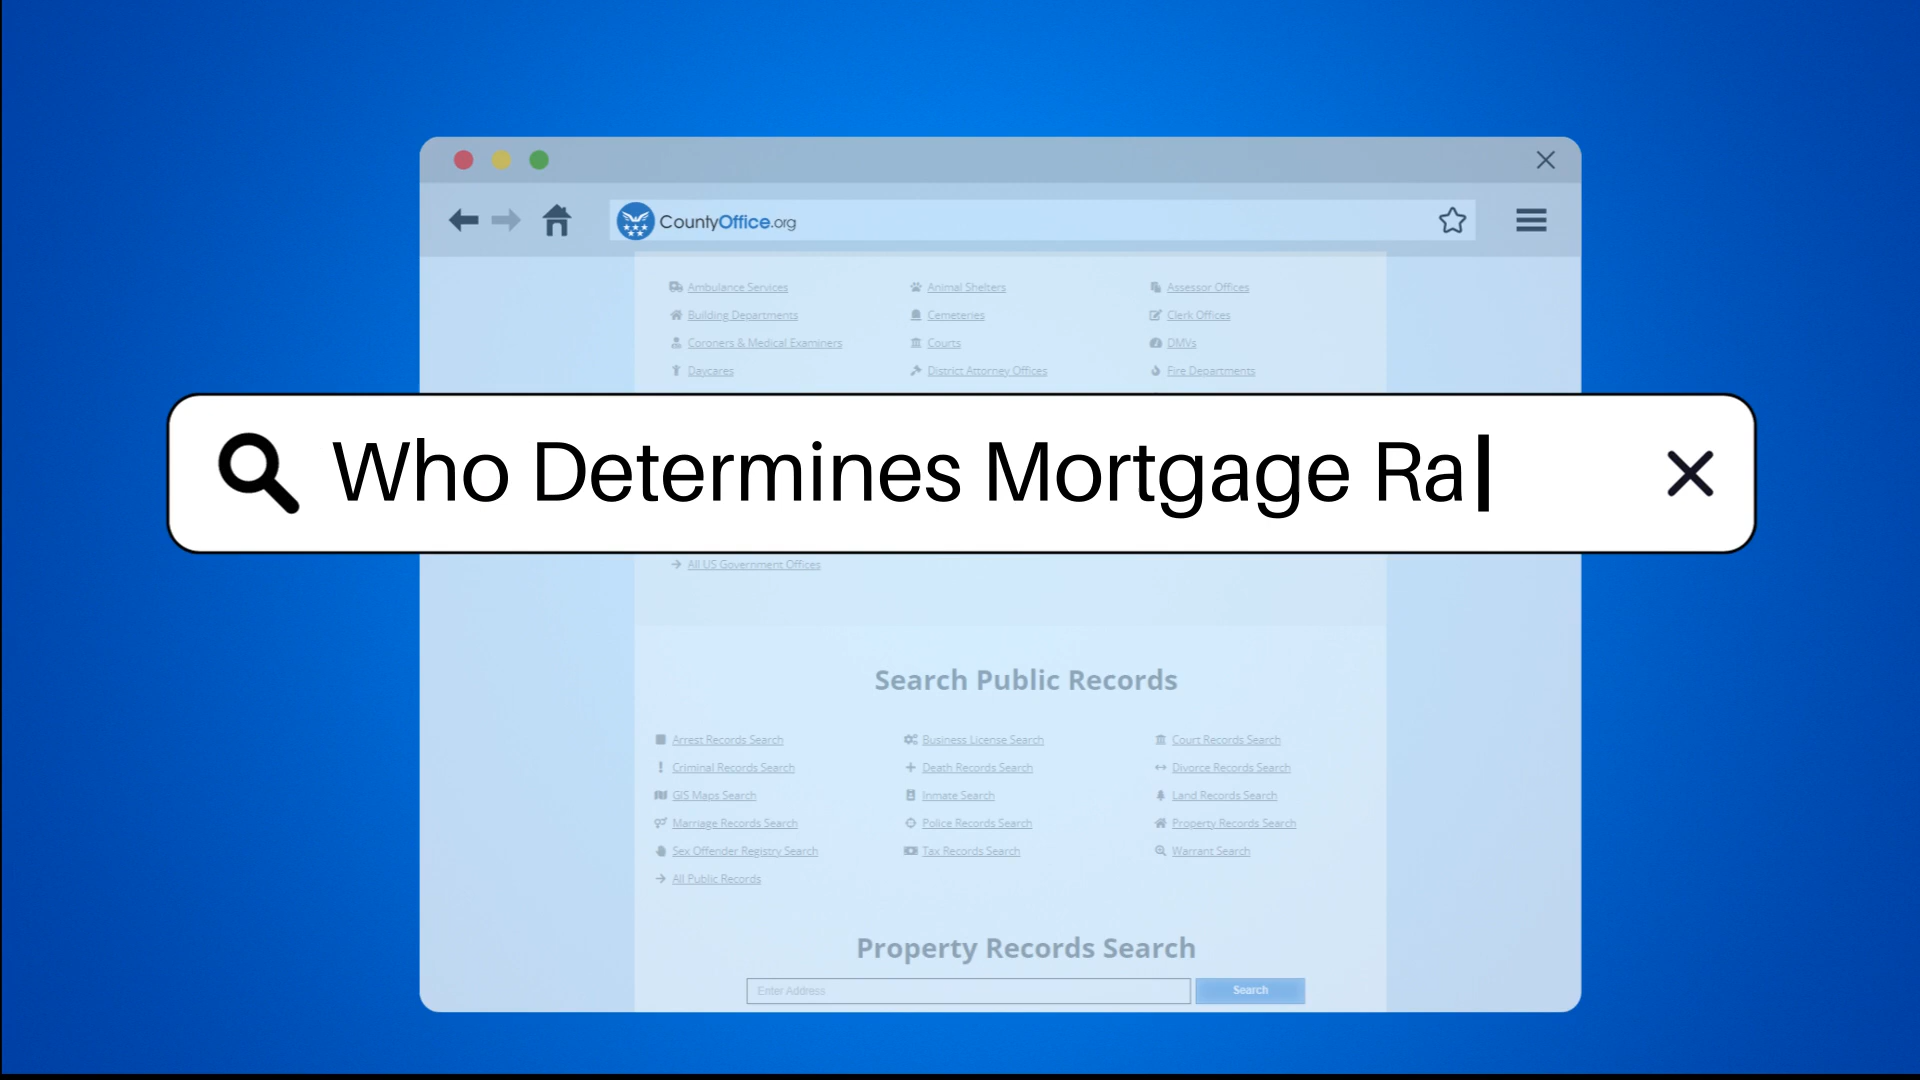 CountyOffice.org
Ambulance Services Animal Shelters Assessor Offices
Building Departments Cemeteries Clerk Offices
Coroners & Medical Examiners Courts DMVs
Daycares District Attorney Offices Fire Departments
Who Determines Mortgage Ra
All US Government Offices
Search Public Records
Arrest Records Search Business License Search Court Records Search
Criminal Records Search Death Records Search Divorce Records Search
GIS Maps Search Inmate Search Land Records Search
Marriage Records Search Police Records Search Property Records Search
Sex Offender Registry Search Tax Records Search Warrant Search
All Public Records
Property Records Search
Enter Address Search